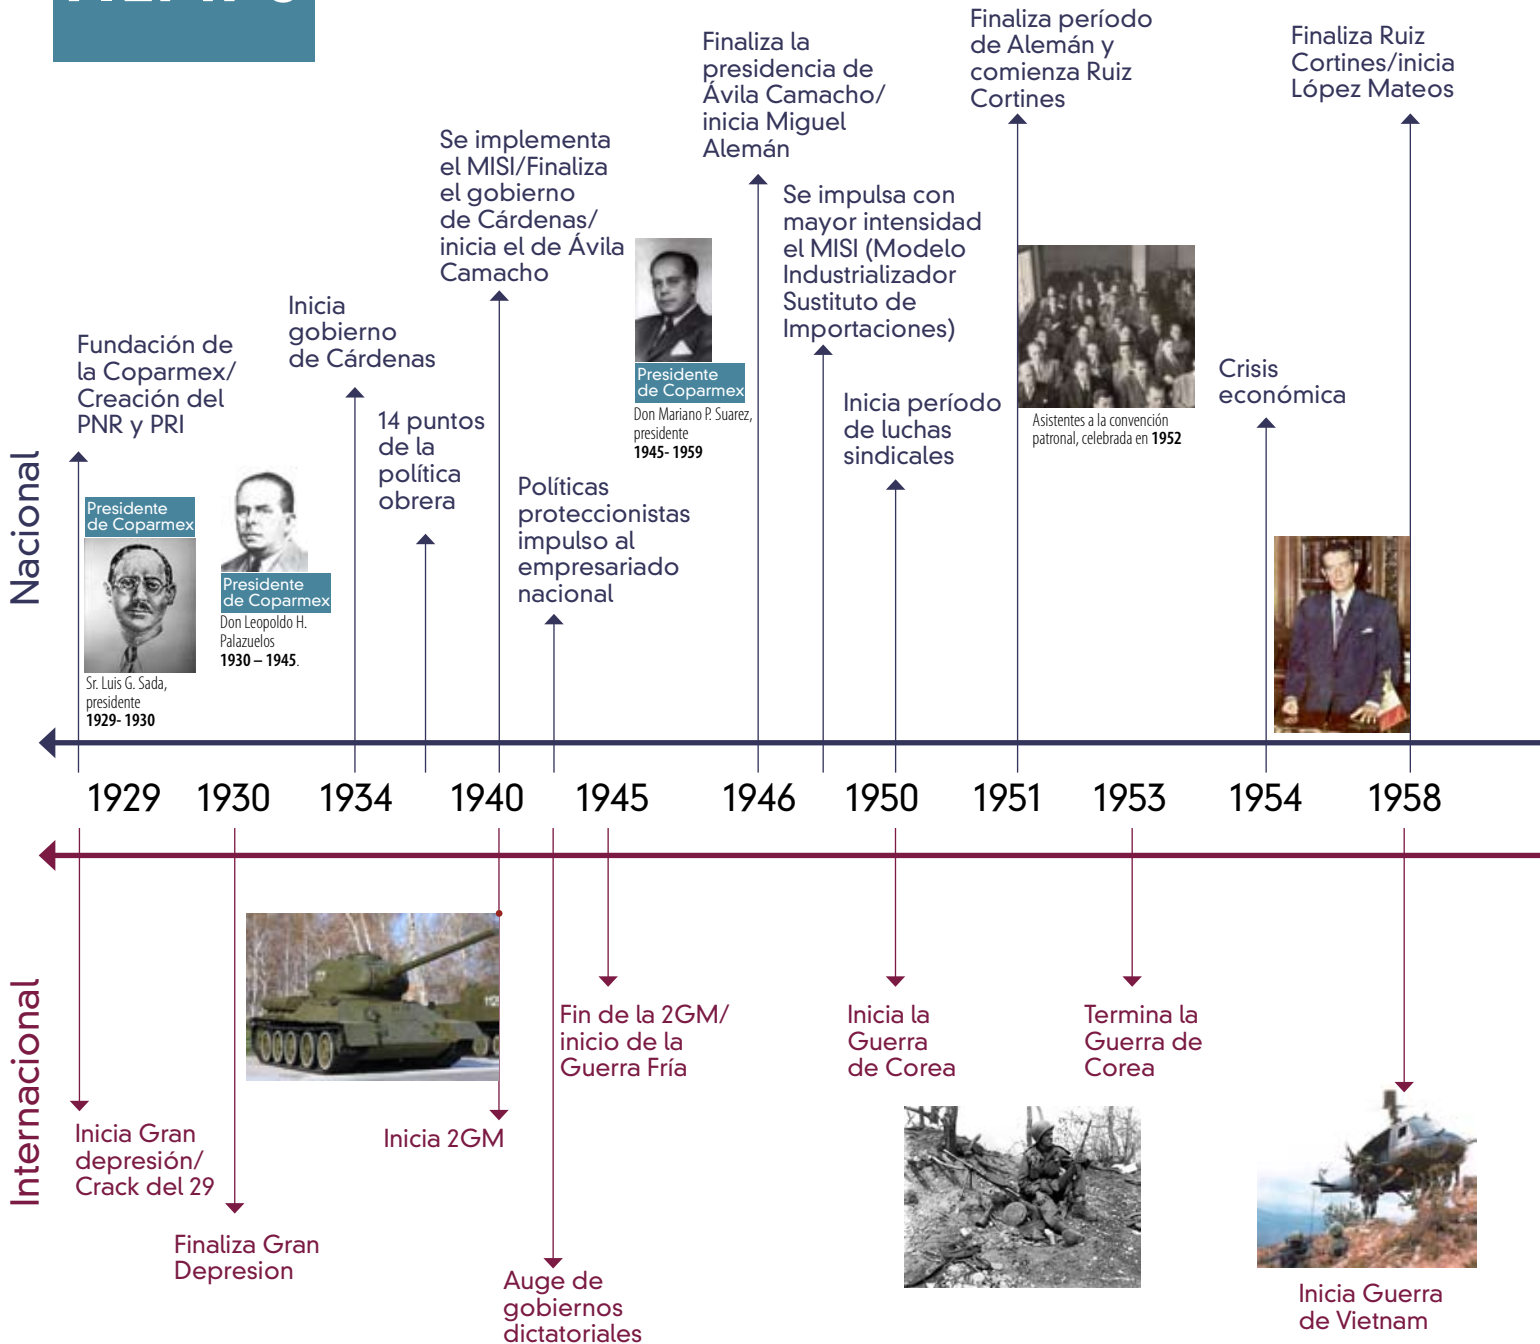 Finaliza la
presidencia de
Ávila Camacho/
inicia Miguel
Alemán
Finaliza período
de Alemán y
comienza Ruiz
Cortines
Finaliza Ruiz
Cortines/inicia
López Mateos
Se implementa
el MISI/Finaliza
el gobierno
de Cárdenas/
inicia el de Ávila
Camacho
Se impulsa con
mayor intensidad
el MISI (Modelo
Industrializador
Sustituto de
Importaciones)
Inicia
gobierno
de Cárdenas
Fundación de
la Coparmex/
Creación del
PNR y PRI
14 puntos
de la
política
obrera
Presidente
de Coparmex
Don Mariano P. Suarez,
presidente
1945- 1959
Inicia período
de luchas
sindicales
Asistentes a la convención
patronal, celebrada en 1952
Crisis
económica
Políticas
proteccionistas
impulso al
empresariado
nacional
Presidente
de Coparmex
Sr. Luis G. Sada,
presidente
1929- 1930
Presidente
de Coparmex
Don Leopoldo H.
Palazuelos
1930 – 1945.
Nacional
1929 1930 1934 1940 1945 1946 1950 1951 1953 1954 1958
Internacional
Inicia Gran
depresión/
Crack del 29
Finaliza Gran
Depresion
Inicia 2GM
Auge de
gobiernos
dictatoriales
Fin de la 2GM/
inicio de la
Guerra Fría
Inicia la
Guerra
de Corea
Termina la
Guerra de
Corea
Inicia Guerra
de Vietnam